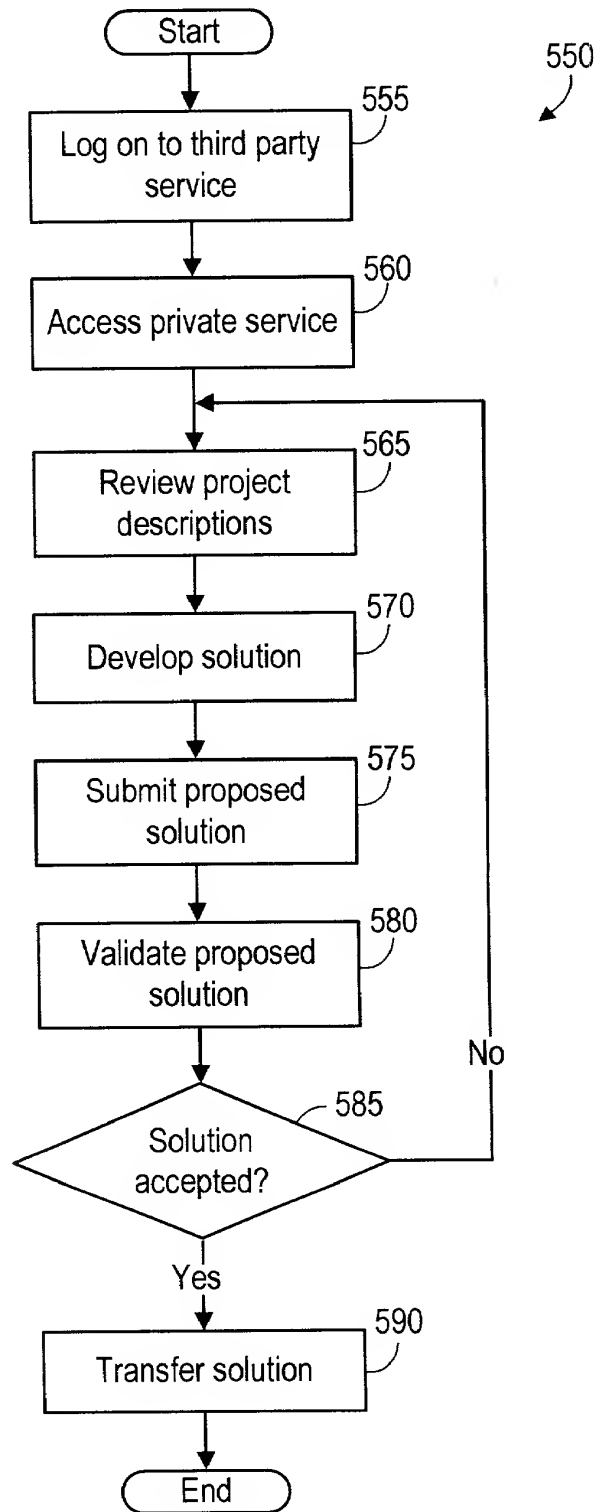 Start
550
555
Log on to third party
service
560
Access private service
565
Review project
descriptions
570
Develop solution
575
Submit proposed
solution
580
Validate proposed
solution
No
585
Solution
accepted?
Yes
590
Transfer solution
End